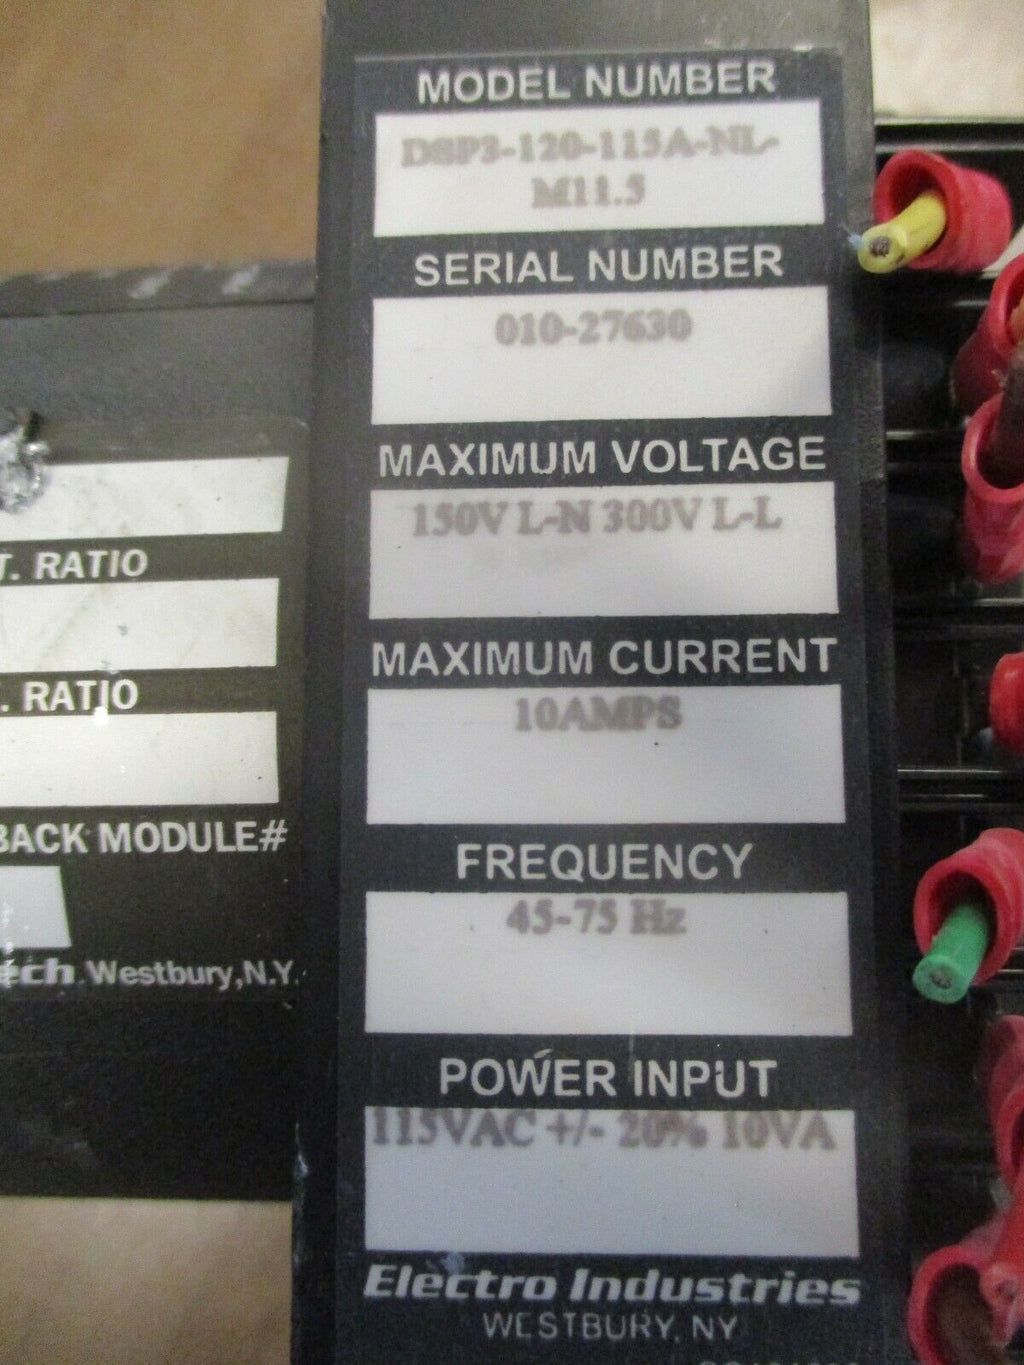 MODEL NUMBER
DSP3-120-115A-NL-
M11.5
SERIAL NUMBER
010-27630
MAXIMUM VOLTAGE
150V L-N 300V L-L
MAXIMUM CURRENT
10AMPS
FREQUENCY
45-75 Hz
POWER INPUT
115VAC +/- 20% 10VA
Electro Industries
WESTBURY, NY
T. RATIO
. RATIO
BACK MODULE#
ech Westbury,N.Y.